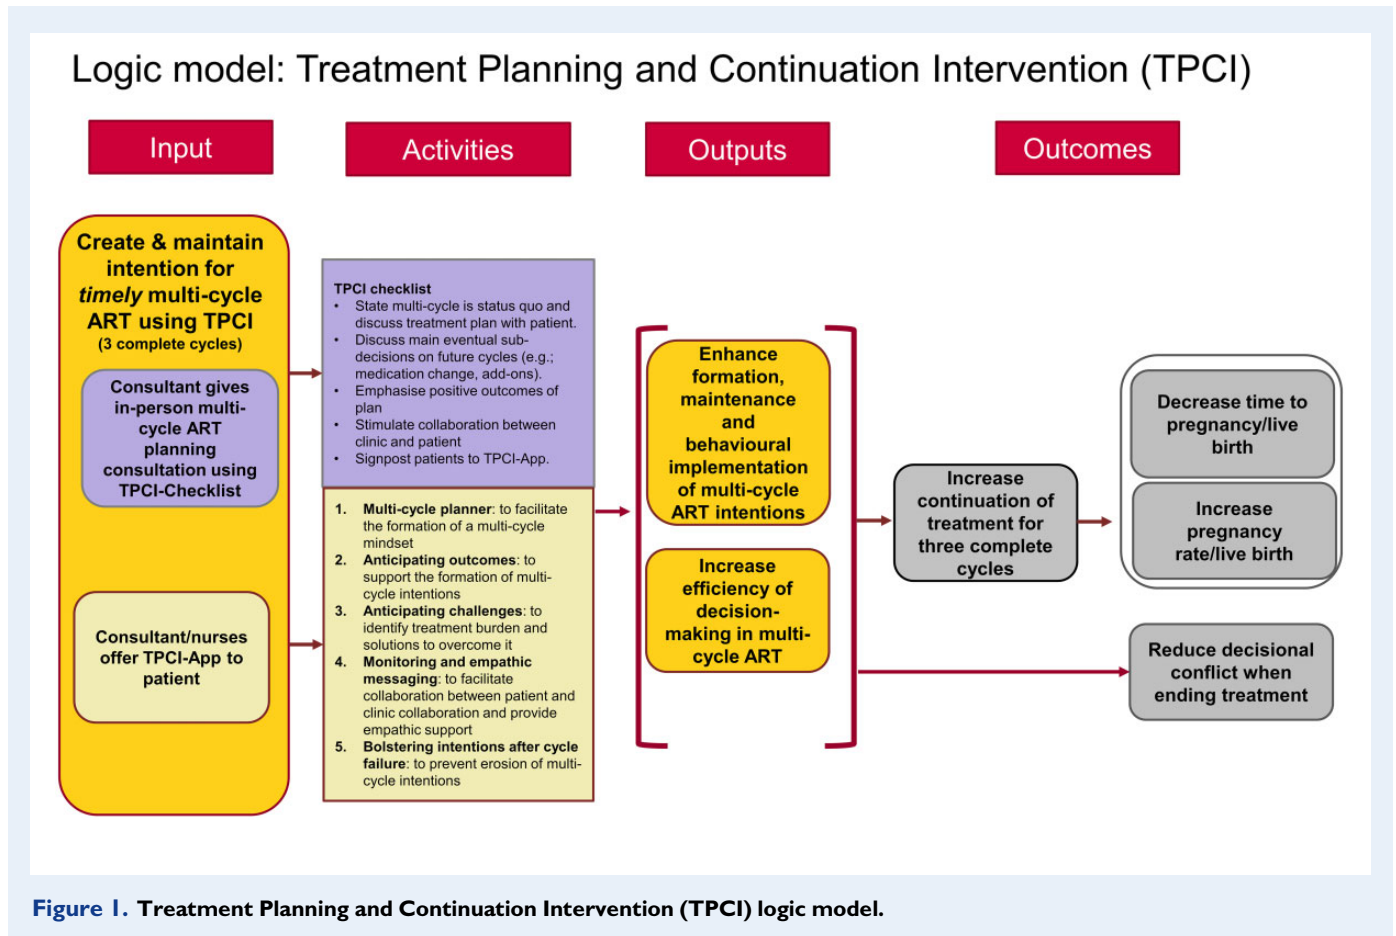 Logic model: Treatment Planning and Continuation Intervention (TPCI)
Input
Activities
Outputs
Outcomes
Create & maintain
intention for
timely multi-cycle
ART using TPCI
(3 complete cycles)
Consultant gives
in-person multi-
cycle ART
planning
consultation using
TPCI-Checklist
Consultant/nurses
offer TPCI-App to
patient
TPCI checklist
• State multi-cycle is status quo and
discuss treatment plan with patient.
• Discuss main eventual sub-
decisions on future cycles (e.g.;
medication change, add-ons).
• Emphasise positive outcomes of
plan
• Stimulate collaboration between
clinic and patient
• Signpost patients to TPCI-App.
1. Multi-cycle planner: to facilitate
the formation of a multi-cycle
mindset
2. Anticipating outcomes: to
support the formation of multi-
cycle intentions
3. Anticipating challenges: to
identify treatment burden and
solutions to overcome it
4. Monitoring and empathic
messaging: to facilitate
collaboration between patient and
clinic collaboration and provide
empathic support
5. Bolstering intentions after cycle
failure: to prevent erosion of multi-
cycle intentions
Enhance
formation,
maintenance
and
behavioural
implementation
of multi-cycle
ART intentions
Increase
efficiency of
decision-
making in multi-
cycle ART
Increase
continuation of
treatment for
three complete
cycles
Decrease time to
pregnancy/live
birth
Increase
pregnancy
rate/live birth
Reduce decisional
conflict when
ending treatment
Figure 1. Treatment Planning and Continuation Intervention (TPCI) logic model.